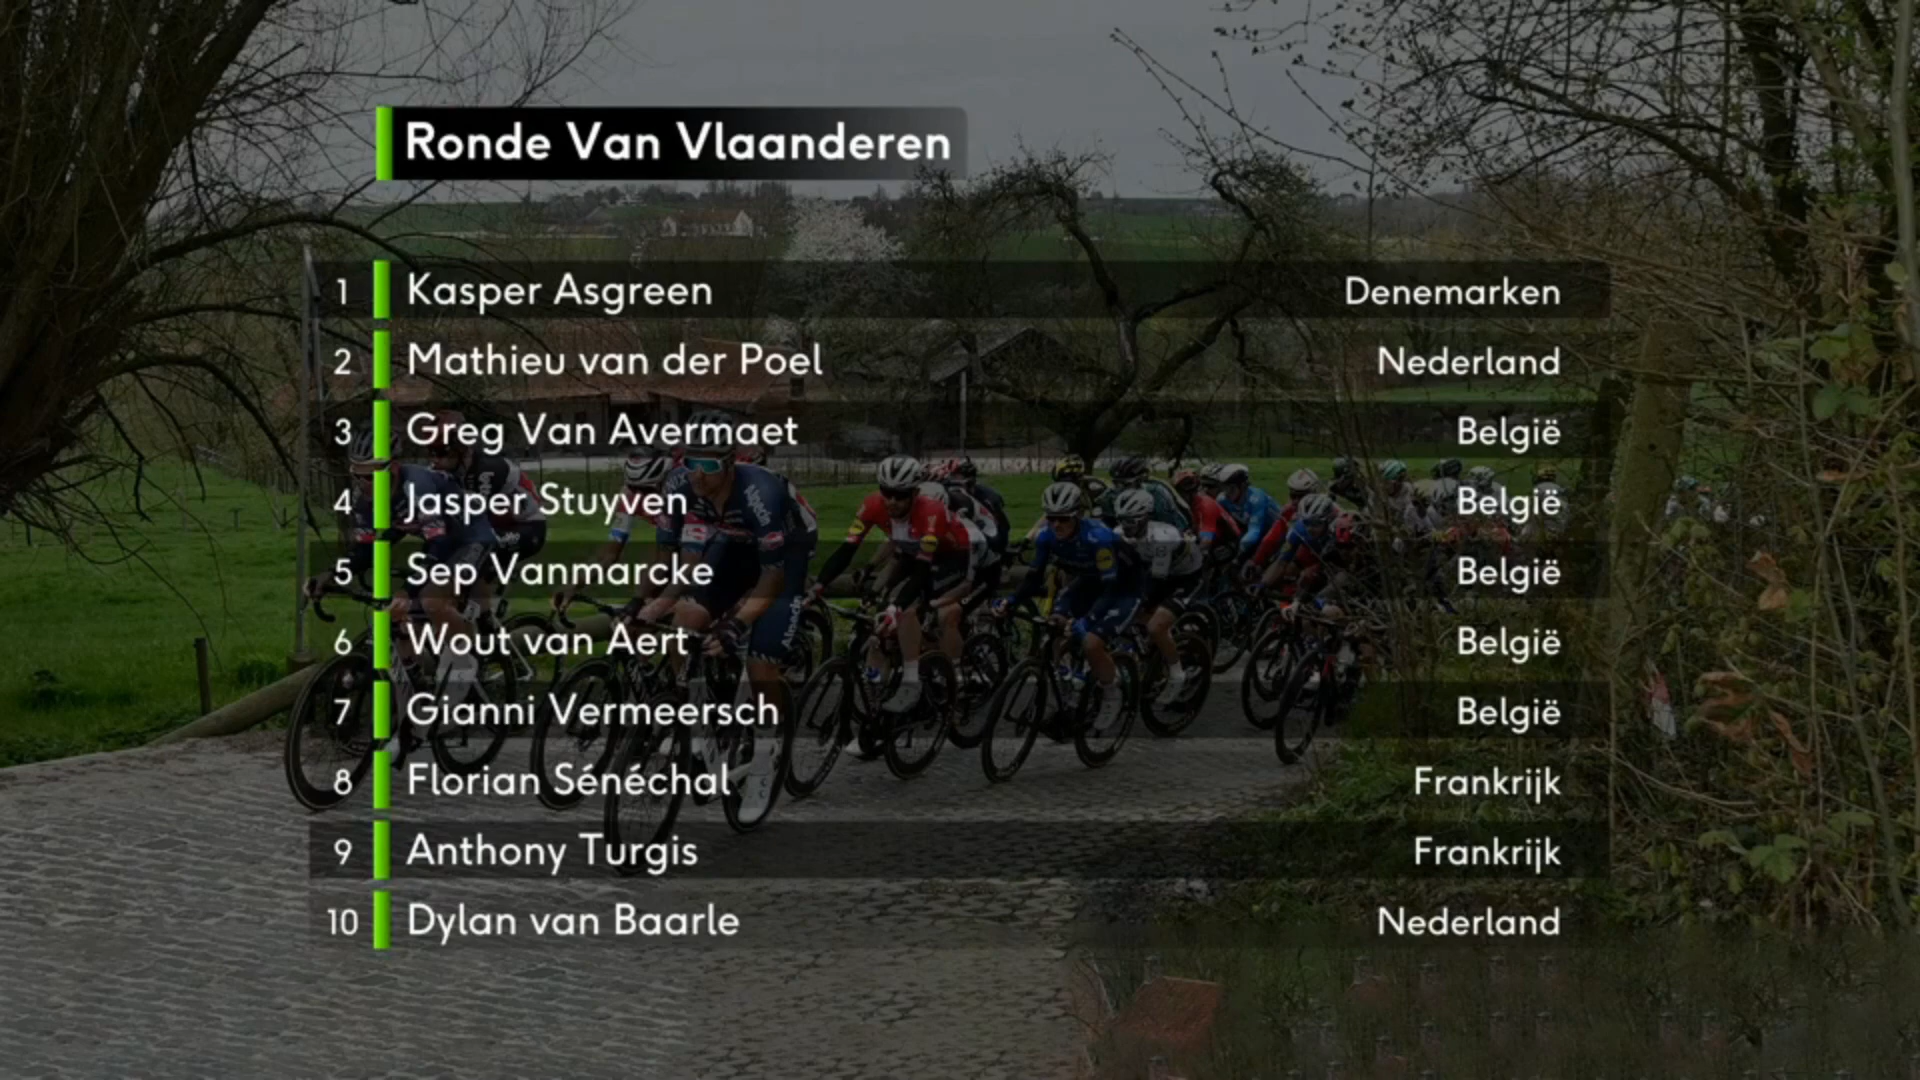 Ronde Van Vlaanderen
1 Kasper Asgreen Denemarken
2 Mathieu van der Poel Nederland
3 Greg Van Avermaet België
4 Jasper Stuyven België
5 Sep Vanmarcke België
6 Wout van Aert België
7 Gianni Vermeersch België
8 Florian Sénéchal Frankrijk
9 Anthony Turgis Frankrijk
10 Dylan van Baarle Nederland